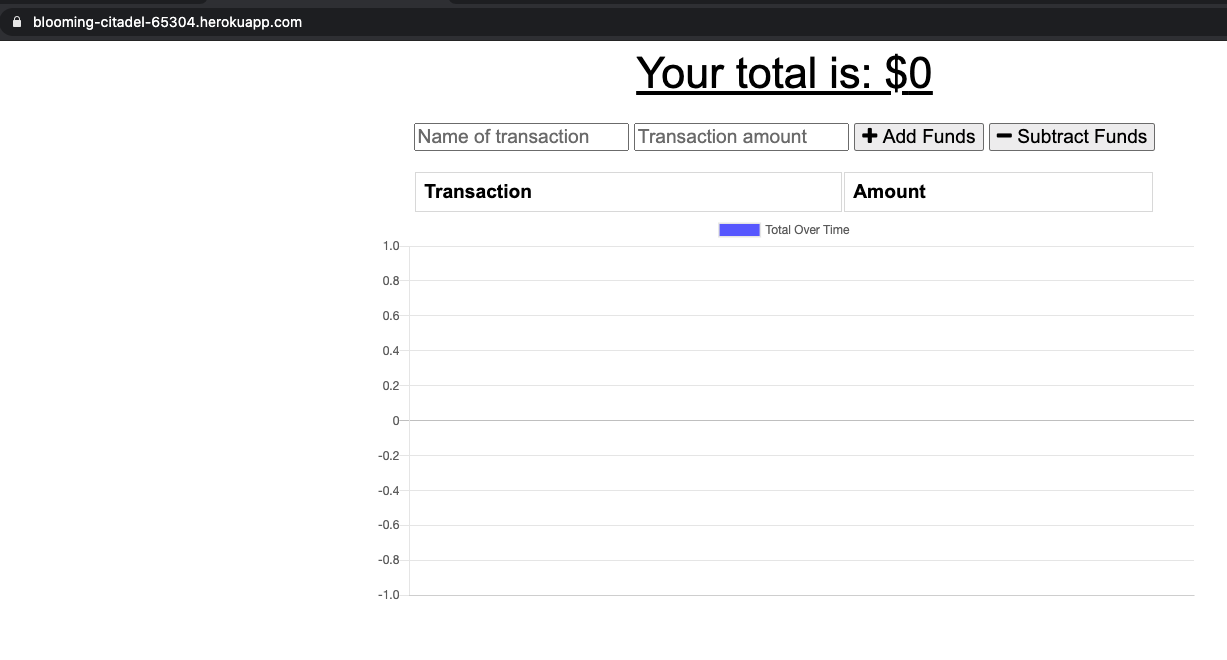 blooming-citadel-65304.herokuapp.com
Your total is: $0
Name of transaction Transaction amount Add Funds Subtract Funds
Transaction Amount
Total Over Time
1.0
0.8
0.6
0.4
0.2
0
-0.2
-0.4
-0.6
-0.8
-1.0